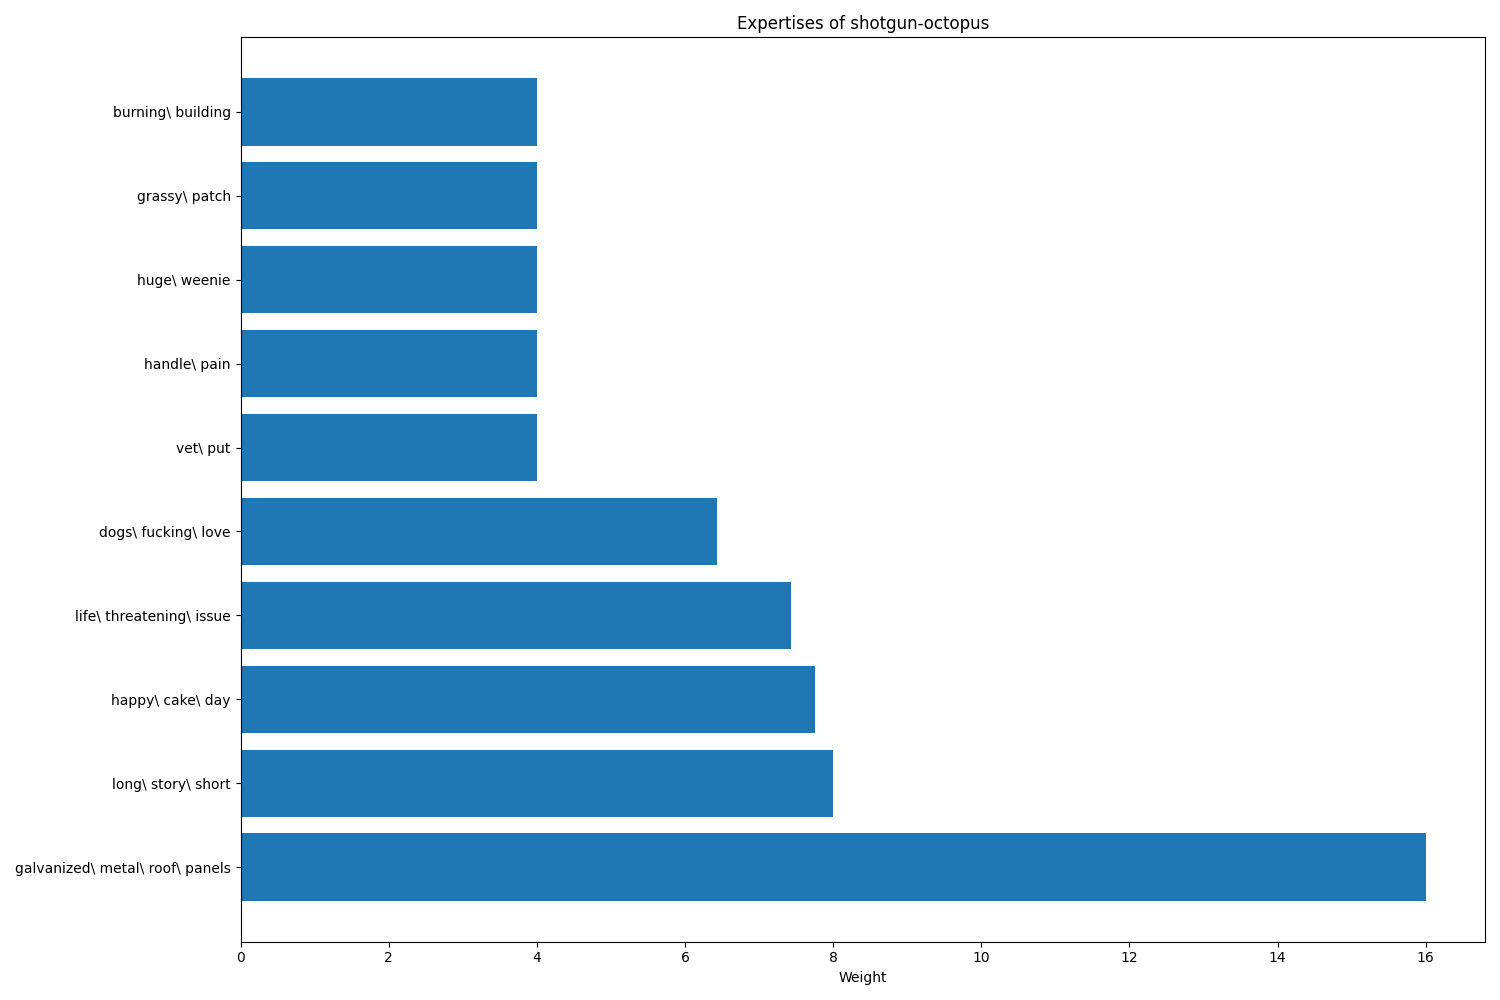 Expertises of shotgun-octopus
burning\ building
grassy\ patch
huge\ weenie
handle\ pain
vet\ put
dogs\ fucking\ love
life\ threatening\ issue
happy\ cake\ day
long\ story\ short
galvanized\ metal\ roof\ panels
0 2 4 6 8 10 12 14 16
Weight